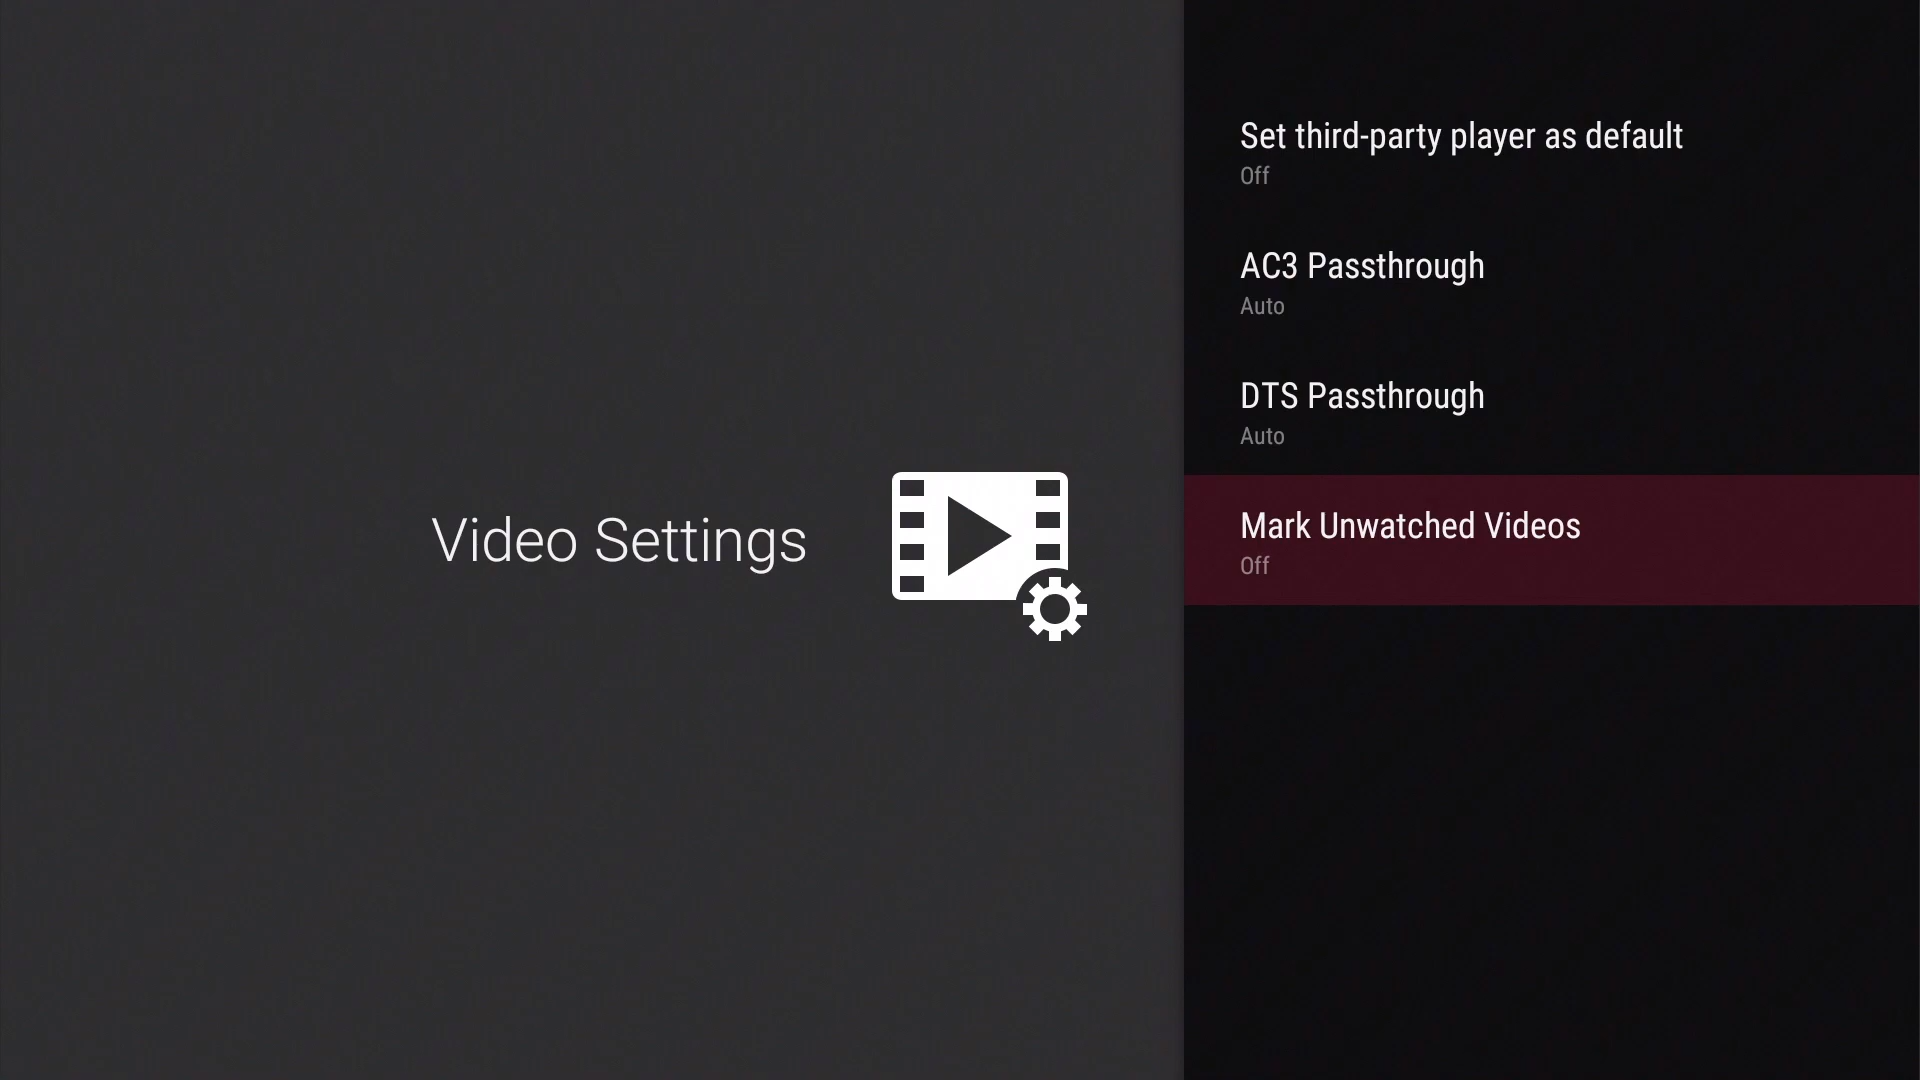 Video Settings
Set third-party player as default
Off
AC3 Passthrough
Auto
DTS Passthrough
Auto
Mark Unwatched Videos
Off